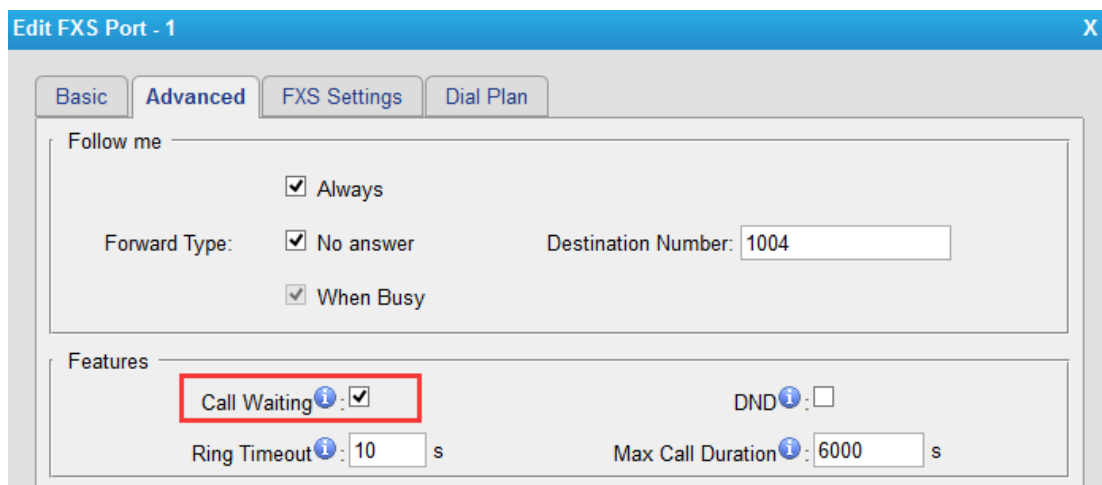 Edit FXS Port - 1 X
Basic Advanced FXS Settings Dial Plan
Follow me
Always
Forward Type: No answer Destination Number: 1004
When Busy
Features
Call Waiting i : DND i :
Ring Timeout i : 10 s Max Call Duration i : 6000 s